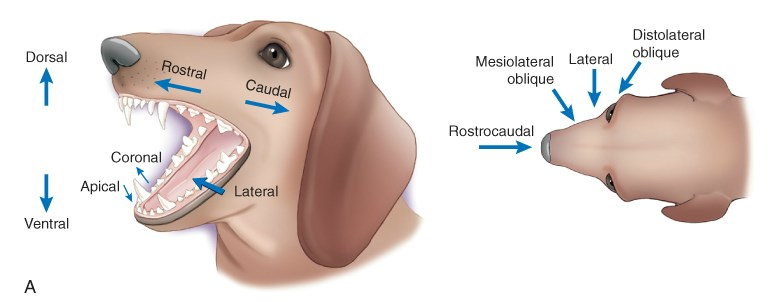 Dorsal
Rostral
Caudal
Coronal
Apical
Lateral
Ventral
A
Distolateral
oblique
Mesiolateral
oblique
Lateral
Rostrocaudal